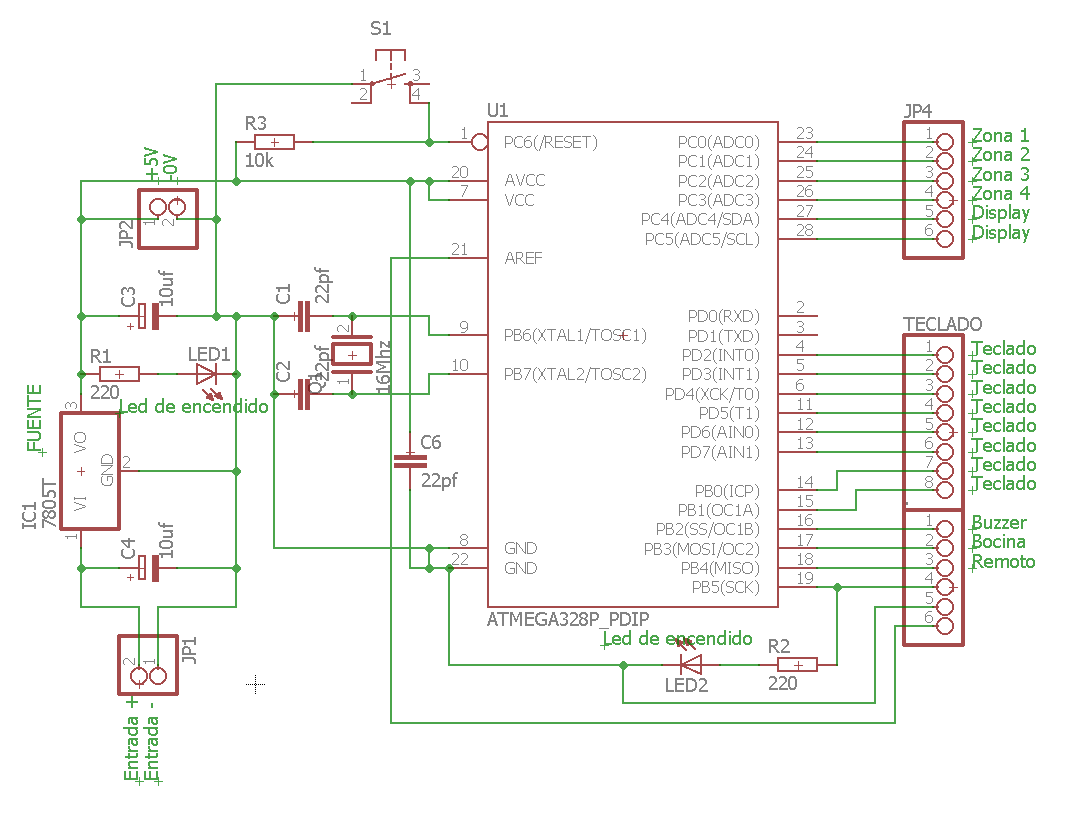 S1
1 3
2 4
R3
10k
+5V
-0V
JP2
1 2
C3
10uf
R1
220
LED1
Led de encendido
FUENTE
IC1
7805T
3
VO
VI
GND
2
1
C4
10uf
JP1
2 1
Entrada +
Entrada -
C1
22pf
C2
22pf
2
1
16Mhz
C6
22pf
U1
1 PC6(/RESET)
20 AVCC
7 VCC
21 AREF
9 PB6(XTAL1/TOSC1)
10 PB7(XTAL2/TOSC2)
8 GND
22 GND
PC0(ADC0) 23
PC1(ADC1) 24
PC2(ADC2) 25
PC3(ADC3) 26
PC4(ADC4/SDA) 27
PC5(ADC5/SCL) 28
PD0(RXD) 2
PD1(TXD) 3
PD2(INT0) 4
PD3(INT1) 5
PD4(XCK/T0) 6
PD5(T1) 11
PD6(AIN0) 12
PD7(AIN1) 13
PB0(ICP) 14
PB1(OC1A) 15
PB2(SS/OC1B) 16
PB3(MOSI/OC2) 17
PB4(MISO) 18
PB5(SCK) 19
ATMEGA328P_PDIP
Led de encendido
LED2
R2
220
JP4
1 Zona 1
2 Zona 2
3 Zona 3
4 Zona 4
5 Display
6 Display
TECLADO
1 Teclado
2 Teclado
3 Teclado
4 Teclado
5 Teclado
6 Teclado
7 Teclado
8 Teclado
1 Buzzer
2 Bocina
3 Remoto
4
5
6